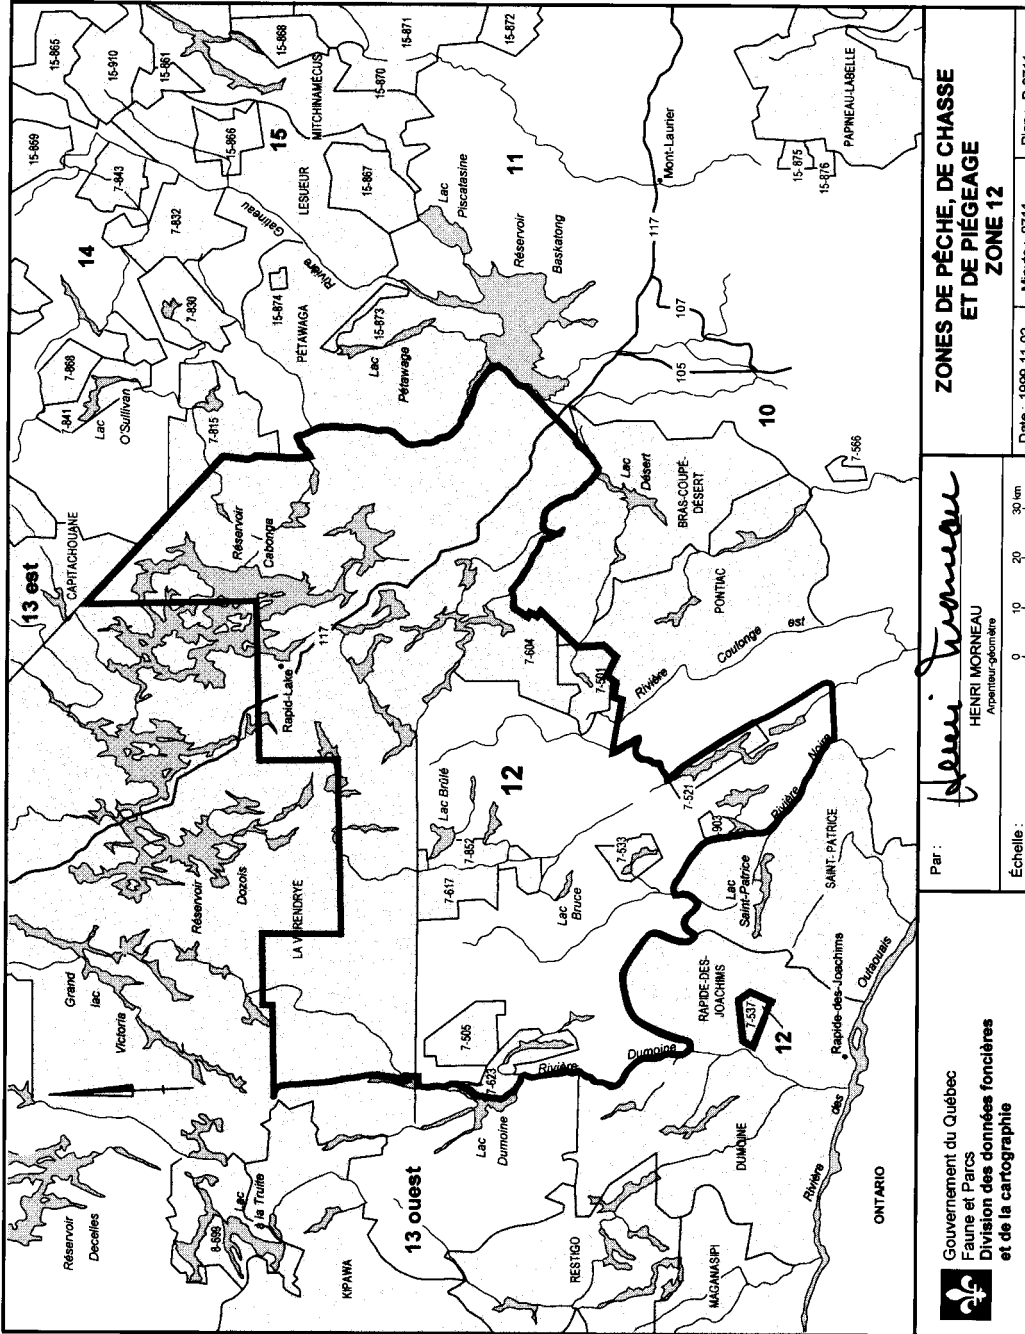 Réservoir
Decelles
8-699
Lac
à la Truite
KIPAWA
13 ouest
RESTIGO
MAGANASIPI
ONTARIO
Grand
lac
Victoria
Réservoir
Dozois
LA VÉRENDRYE
13 est
CAPITACHOUANE
Rapid-Lake
117
Réservoir
Cabonga
7-841
7-868
Lac
O'Sullivan
7-815
14
7-830
7-832
7-843
15-869
15-865
15-910
15-861
15-866
15
LESUEUR
MITCHINAMÉCUS
15-868
15-870
15-871
15-872
15-867
Rivière
Gatineau
PÉTAWAGA
15-874
15-873
Lac
Pétawaga
Lac
Piscatasine
11
Réservoir
Baskatong
Mont-Laurier
117
107
105
10
15-875
15-876
PAPINEAU-LABELLE
7-505
7-623
Lac
Dumoine
Rivière
Dumoine
7-617
7-852
Lac Brûlé
12
Lac
Bruce
7-533
7-604
7-501
7-521
903
Rivière
Noire
Rivière
Coulonge
est
PONTIAC
BRAS-COUPÉ-
DÉSERT
Lac
Désert
7-566
Lac
Saint-Patrice
SAINT-PATRICE
RAPIDE-DES-
JOACHIMS
7-537
12
Rapide-des-Joachims
DUMOINE
Rivière
des
Outaouais
Gouvernement du Québec
Faune et Parcs
Division des données foncières
et de la cartographie
Par :
HENRI MORNEAU
Arpenteur-géomètre
Échelle :
0 10 20 30 km
ZONES DE PÊCHE, DE CHASSE
ET DE PIÉGEAGE
ZONE 12